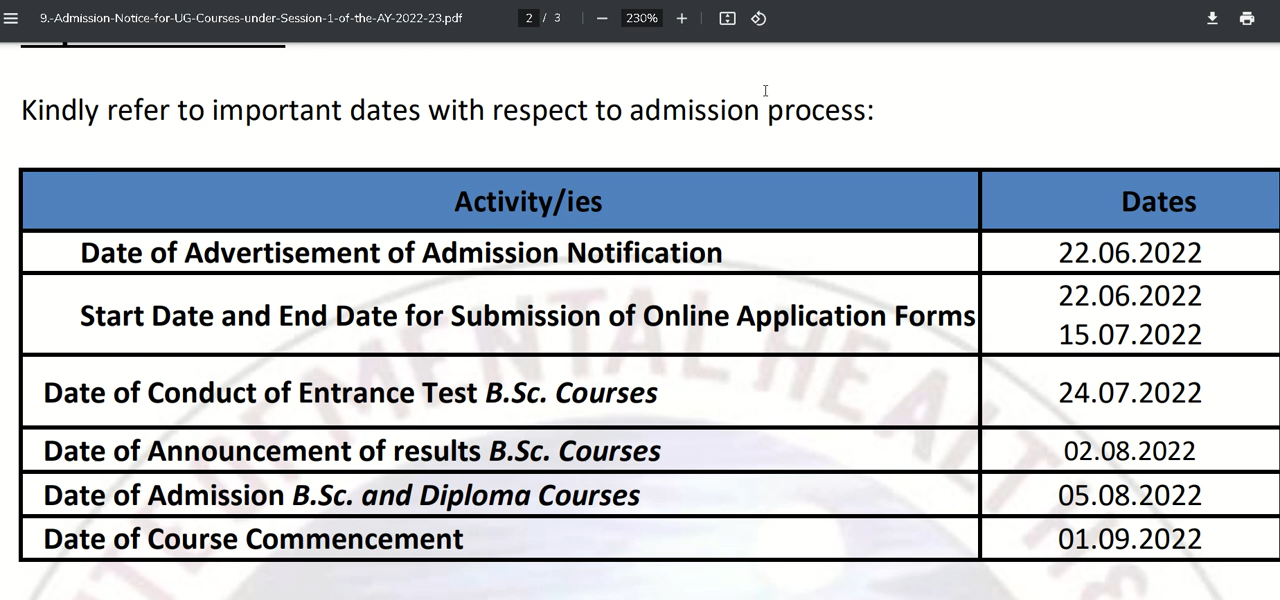 9.-Admission-Notice-for-UG-Courses-under-Session-1-of-the-AY-2022-23.pdf 2 / 3 230%
Kindly refer to important dates with respect to admission process:
Activity/ies Dates
Date of Advertisement of Admission Notification 22.06.2022
Start Date and End Date for Submission of Online Application Forms 22.06.2022
15.07.2022
Date of Conduct of Entrance Test B.Sc. Courses 24.07.2022
Date of Announcement of results B.Sc. Courses 02.08.2022
Date of Admission B.Sc. and Diploma Courses 05.08.2022
Date of Course Commencement 01.09.2022
OF MENTAL HEALTH